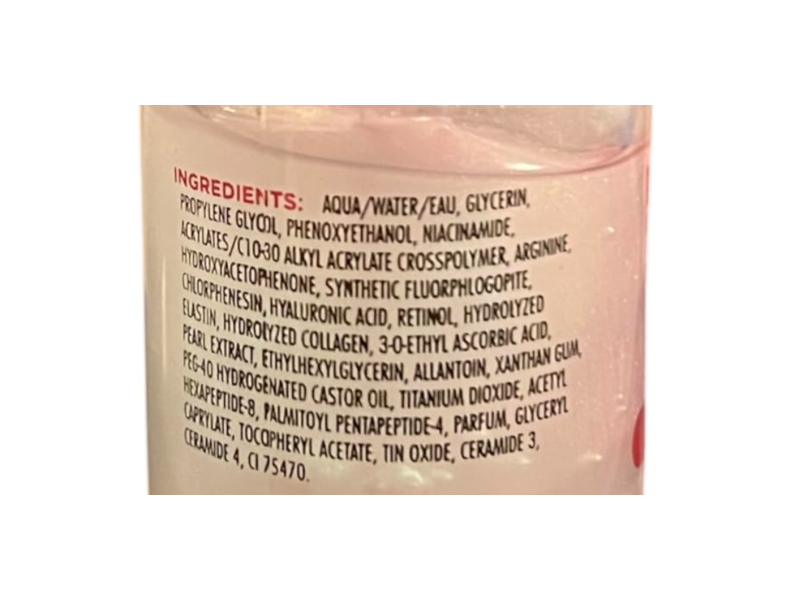 INGREDIENTS: AQUA/WATER/EAU, GLYCERIN,
PROPYLENE GLYCOL, PHENOXYETHANOL, NIACINAMIDE,
ACRYLATES/C10-30 ALKYL ACRYLATE CROSSPOLYMER, ARGININE,
HYDROXYACETOPHENONE, SYNTHETIC FLUORPHLOGOPITE,
CHLORPHENESIN, HYALURONIC ACID, RETINOL, HYDROLYZED
ELASTIN, HYDROLYZED COLLAGEN, 3-O-ETHYL ASCORBIC ACID,
PEARL EXTRACT, ETHYLHEXYLGLYCERIN, ALLANTOIN, XANTHAN GUM,
PEG-40 HYDROGENATED CASTOR OIL, TITANIUM DIOXIDE, ACETYL
HEXAPEPTIDE-8, PALMITOYL PENTAPEPTIDE-4, PARFUM, GLYCERYL
CAPRYLATE, TOCOPHERYL ACETATE, TIN OXIDE, CERAMIDE 3,
CERAMIDE 4, CI 75470.